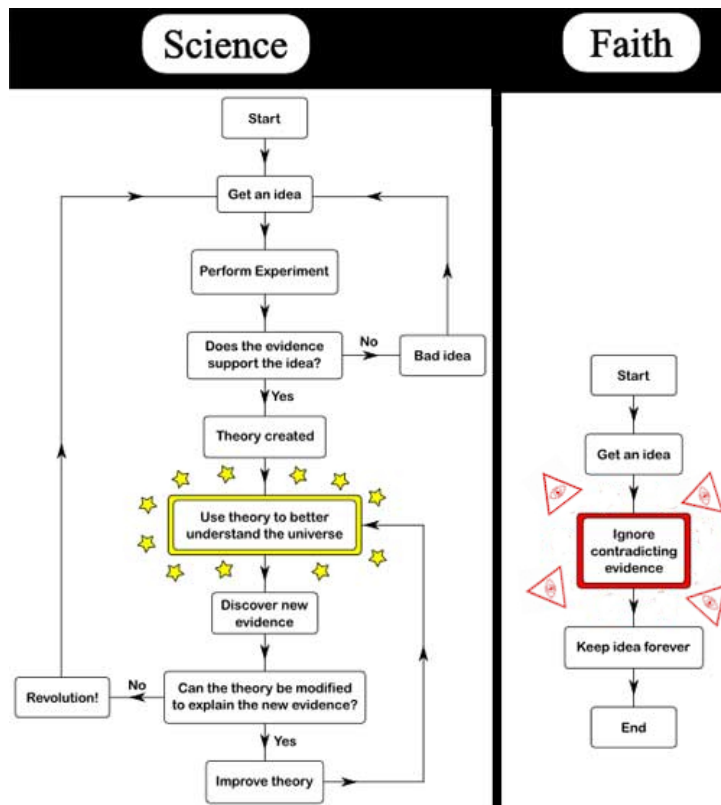 Science
Start
Get an idea
Perform Experiment
Does the evidence
support the idea?
No
Bad idea
Yes
Theory created
Use theory to better
understand the universe
Discover new
evidence
Can the theory be modified
to explain the new evidence?
No
Revolution!
Yes
Improve theory
Faith
Start
Get an idea
Ignore
contradicting
evidence
Keep idea forever
End